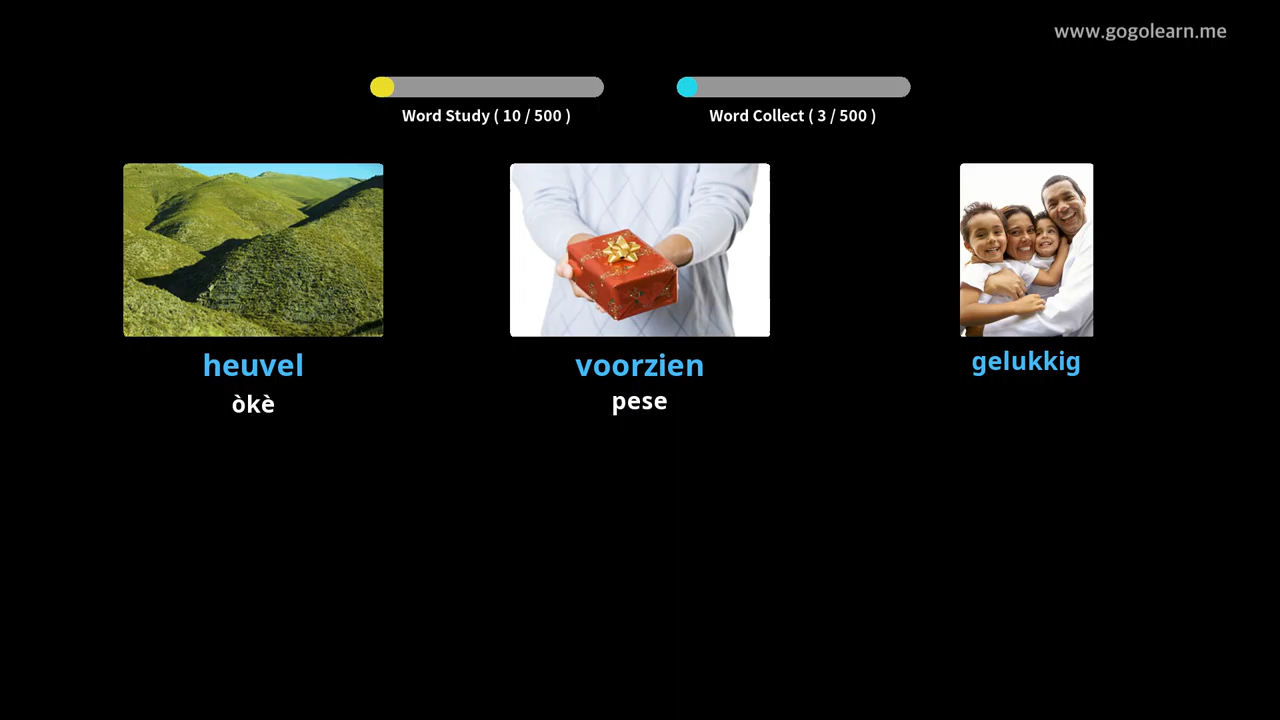 www.gogolearn.me
Word Study ( 10 / 500 )
Word Collect ( 3 / 500 )
heuvel
òkè
voorzien
pese
gelukkig